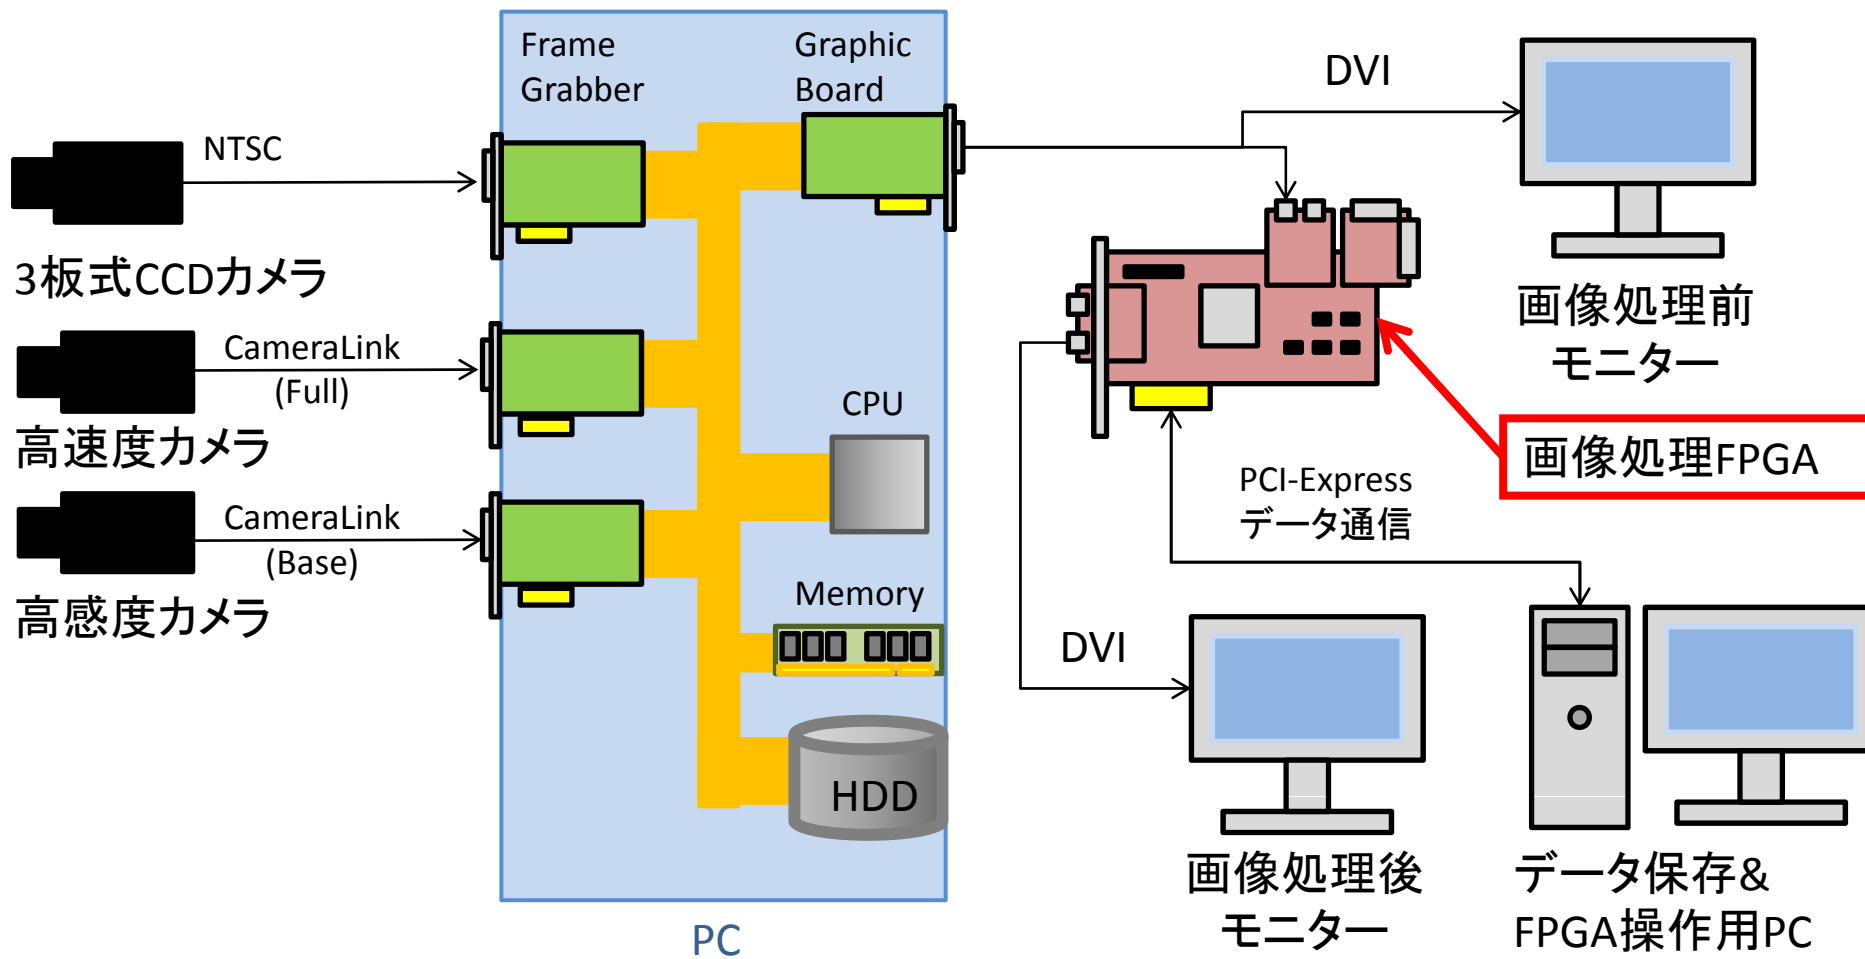 Frame
Grabber
Graphic
Board
DVI
NTSC
3板式CCDカメラ
画像処理前
モニター
CameraLink
(Full)
高速度カメラ
CPU
画像処理FPGA
PCI-Express
データ通信
CameraLink
(Base)
高感度カメラ
Memory
DVI
HDD
画像処理後
モニター
データ保存&
FPGA操作用PC
PC